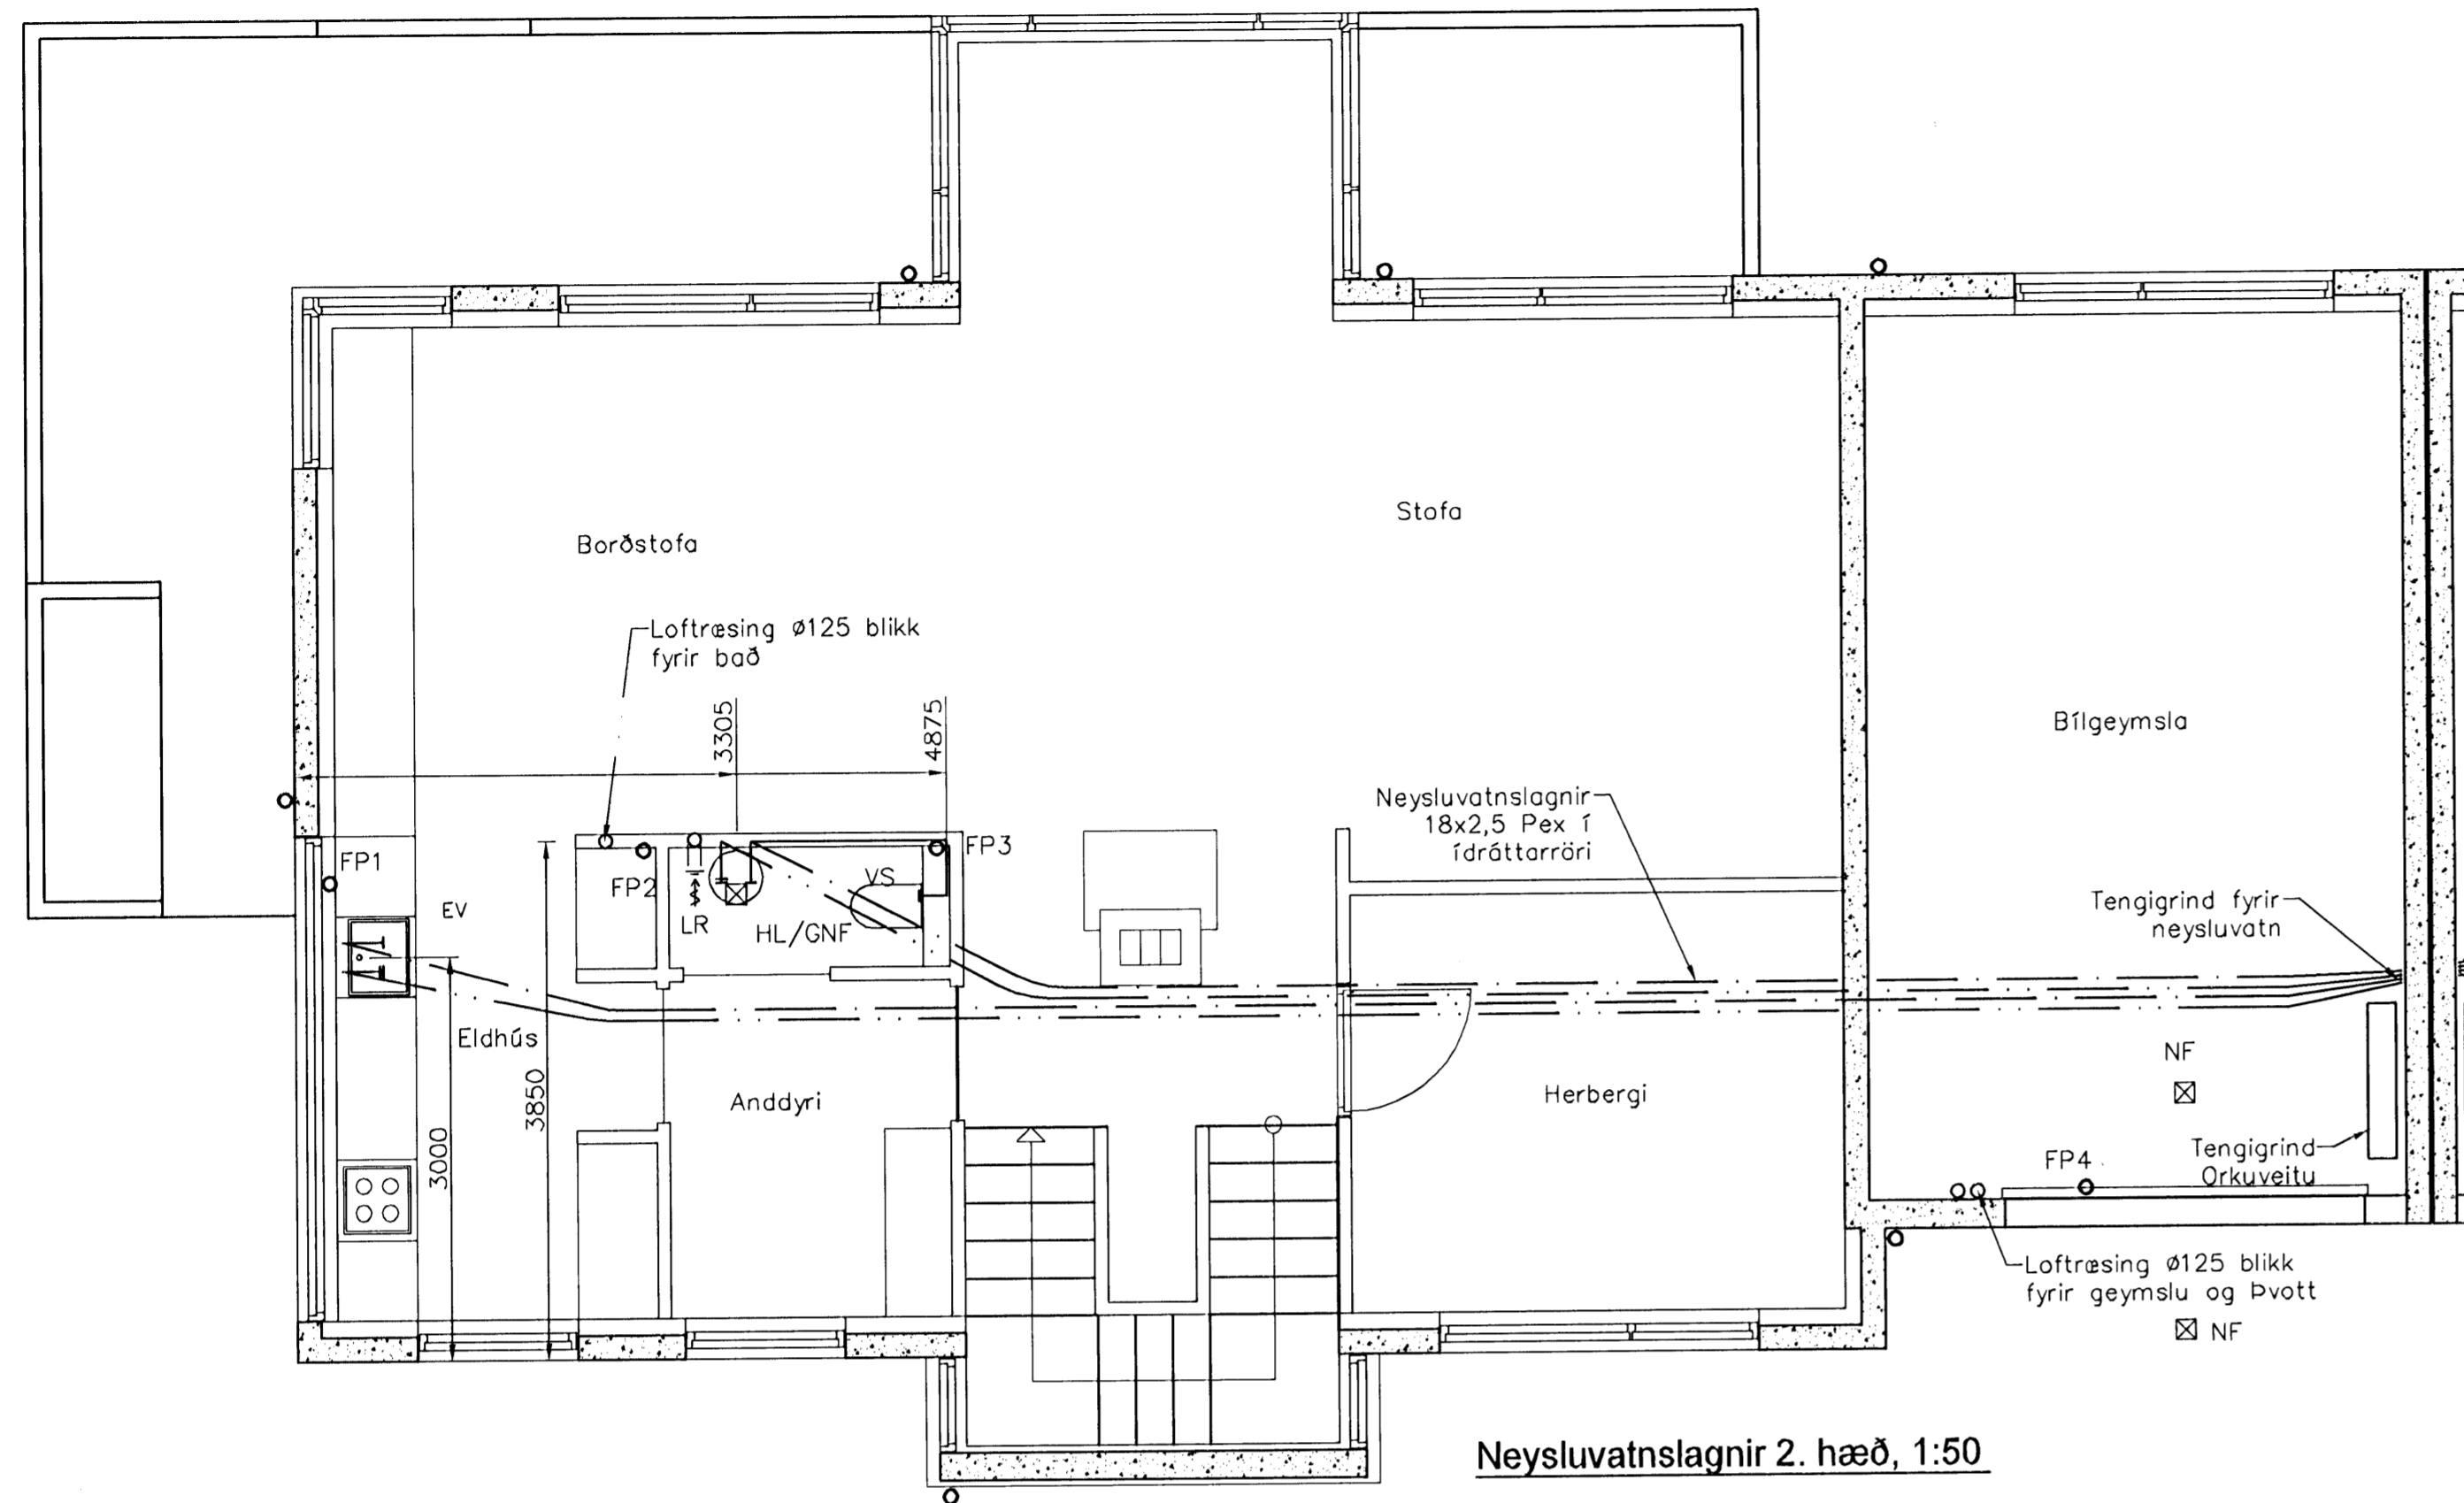 Stofa
Borðstofa
Loftræsing ø125 blikk
fyrir bað
3305
4875
Bílgeymsla
Neysluvatnslagnir
18x2,5 Pex í
ídráttarröri
FP1
FP2
FP3
VS
LR
HL/GNF
EV
Tengigrind fyrir
neysluvatn
Eldhús
3850
3000
Anddyri
Herbergi
NF
FP4
Tengigrind
Orkuveitu
Loftræsing ø125 blikk
fyrir geymslu og Þvott
NF
Neysluvatnslagnir 2. hæð, 1:50